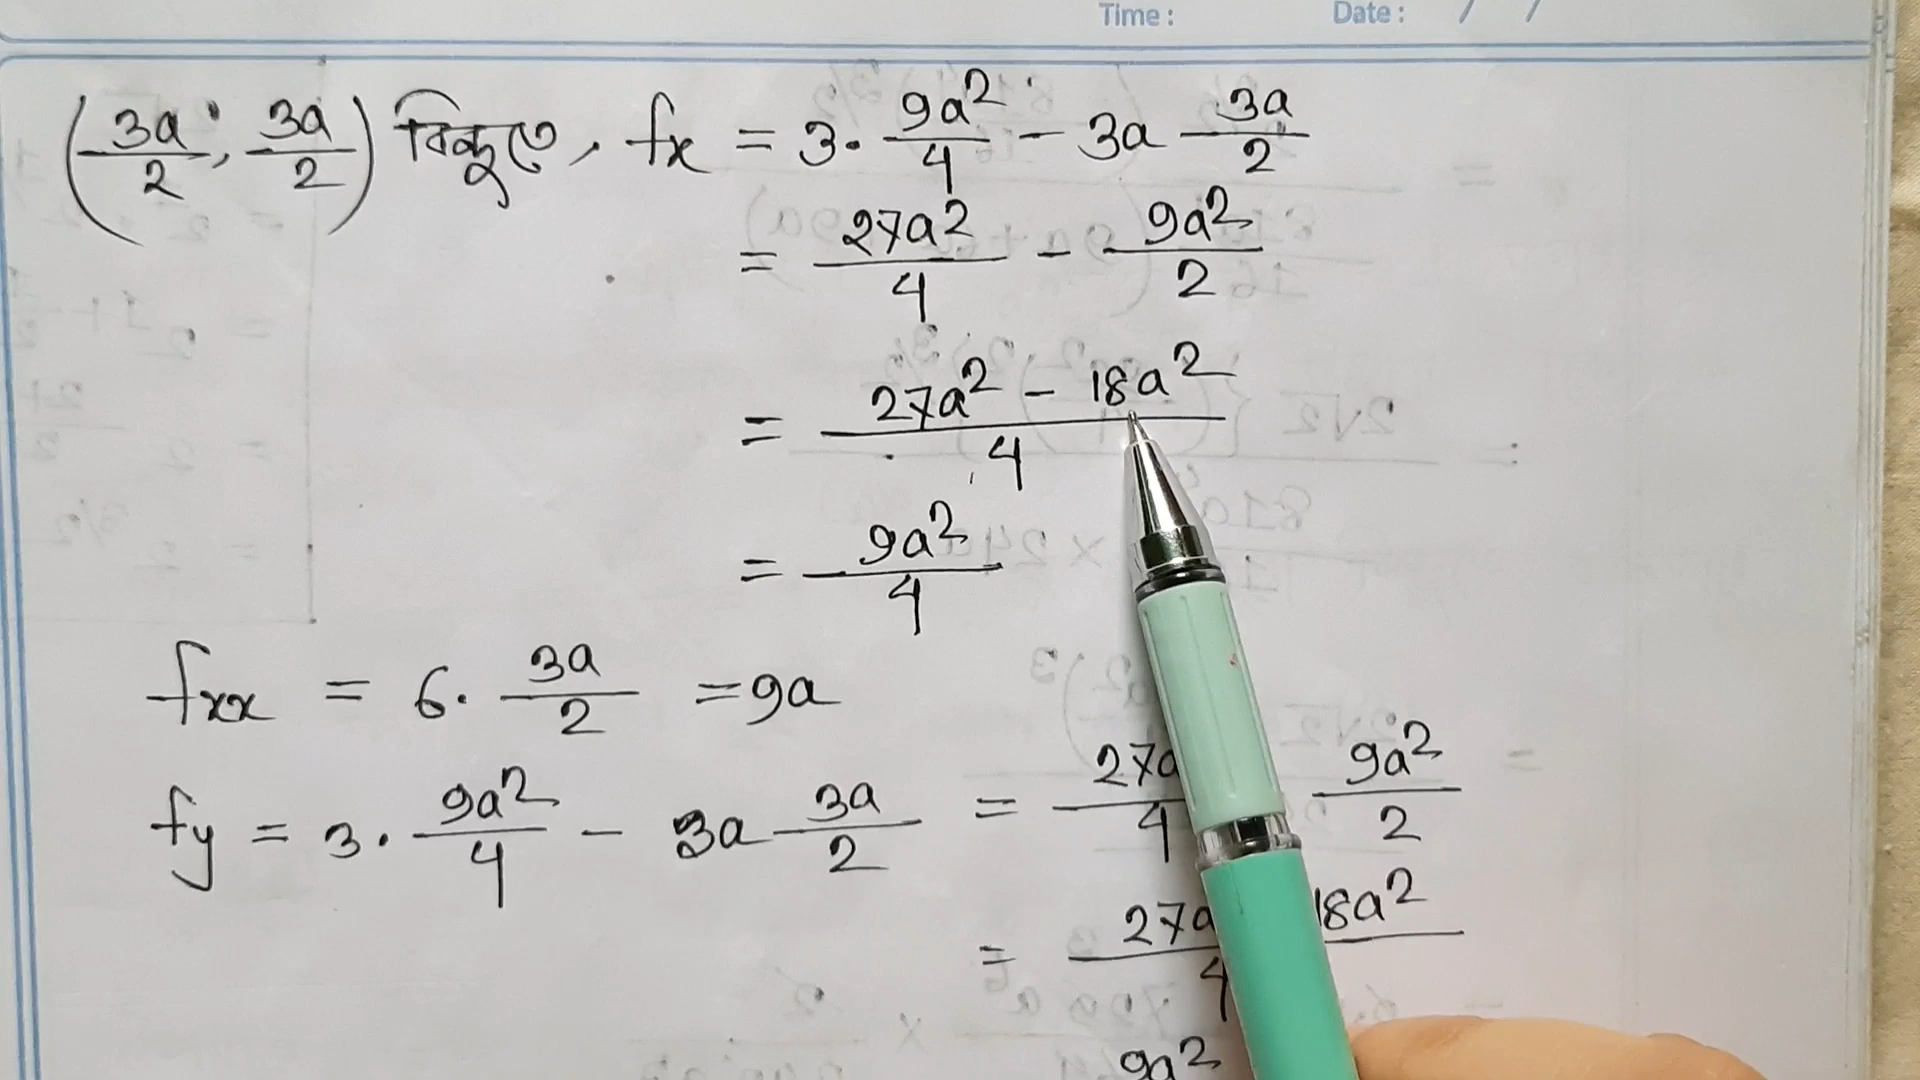 Time : Date : / /
(3a/2, 3a/2) বিন্দুতে, fx = 3· 9a²/4 − 3a 3a/2
= 27a²/4 − 9a²/2
= (27a² − 18a²)/4
= 9a²/4
fxx = 6· 3a/2 = 9a
fy = 3· 9a²/4 − 3a 3a/2 = 27a/4 9a²/2
= 27a 18a²/4
9a²